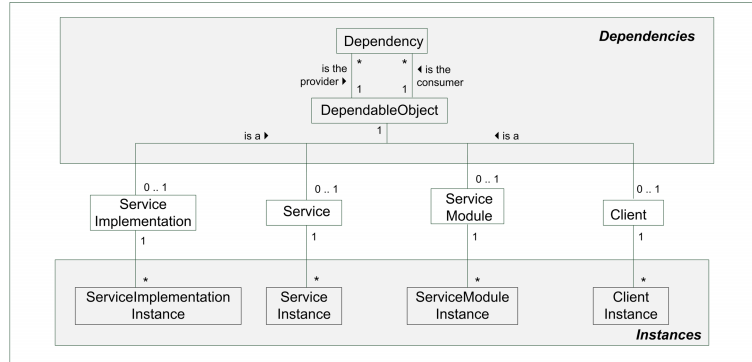 Dependency
Dependencies
* *
is the
provider ▶
◀ is the
consumer
1 1
DependableObject
1
is a ▶
◀ is a
0 .. 1
0 .. 1
0 .. 1
0 .. 1
Service
Implementation
Service
Service
Module
Client
1
1
1
1
*
*
*
*
ServiceImplementation
Instance
Service
Instance
ServiceModule
Instance
Client
Instance
Instances